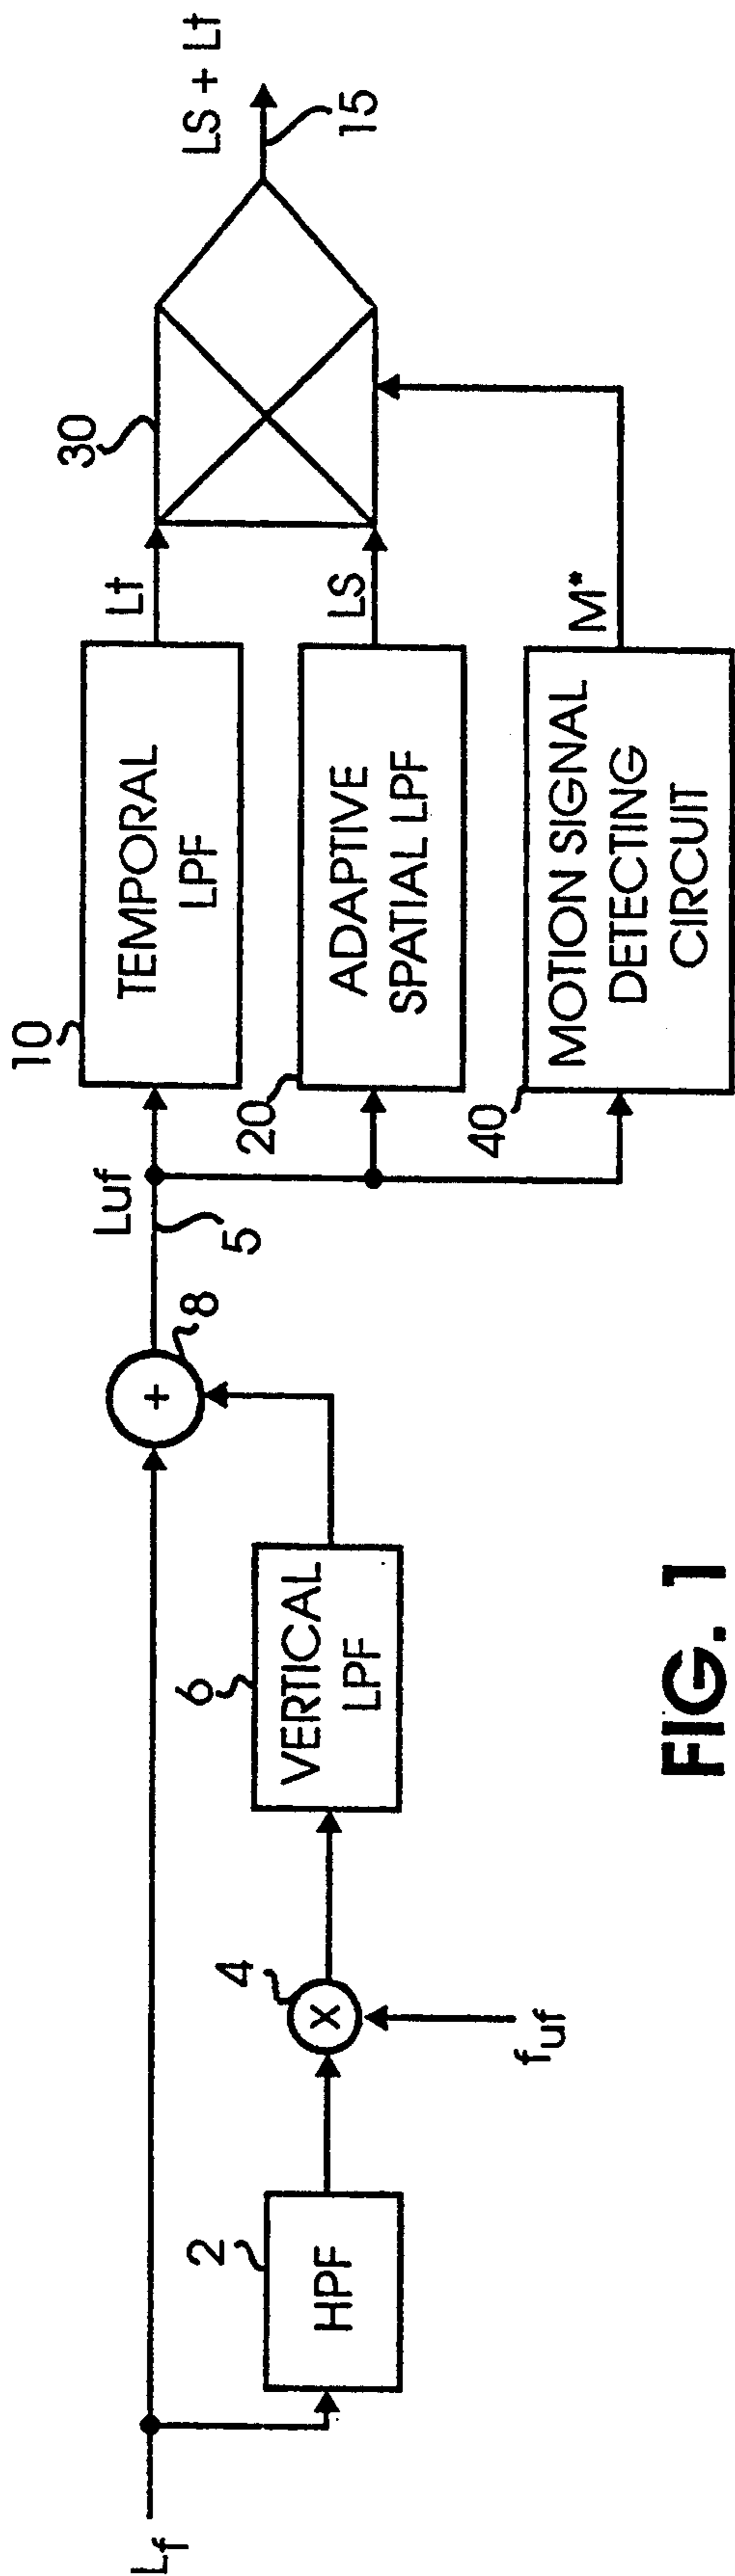 Lf
2
HPF
4
X
fuf
6
VERTICAL
LPF
+
8
Luf
5
10
TEMPORAL
LPF
Lt
20
ADAPTIVE
SPATIAL LPF
LS
40
MOTION SIGNAL
DETECTING
CIRCUIT
M*
30
LS + Lt
15
FIG. 1